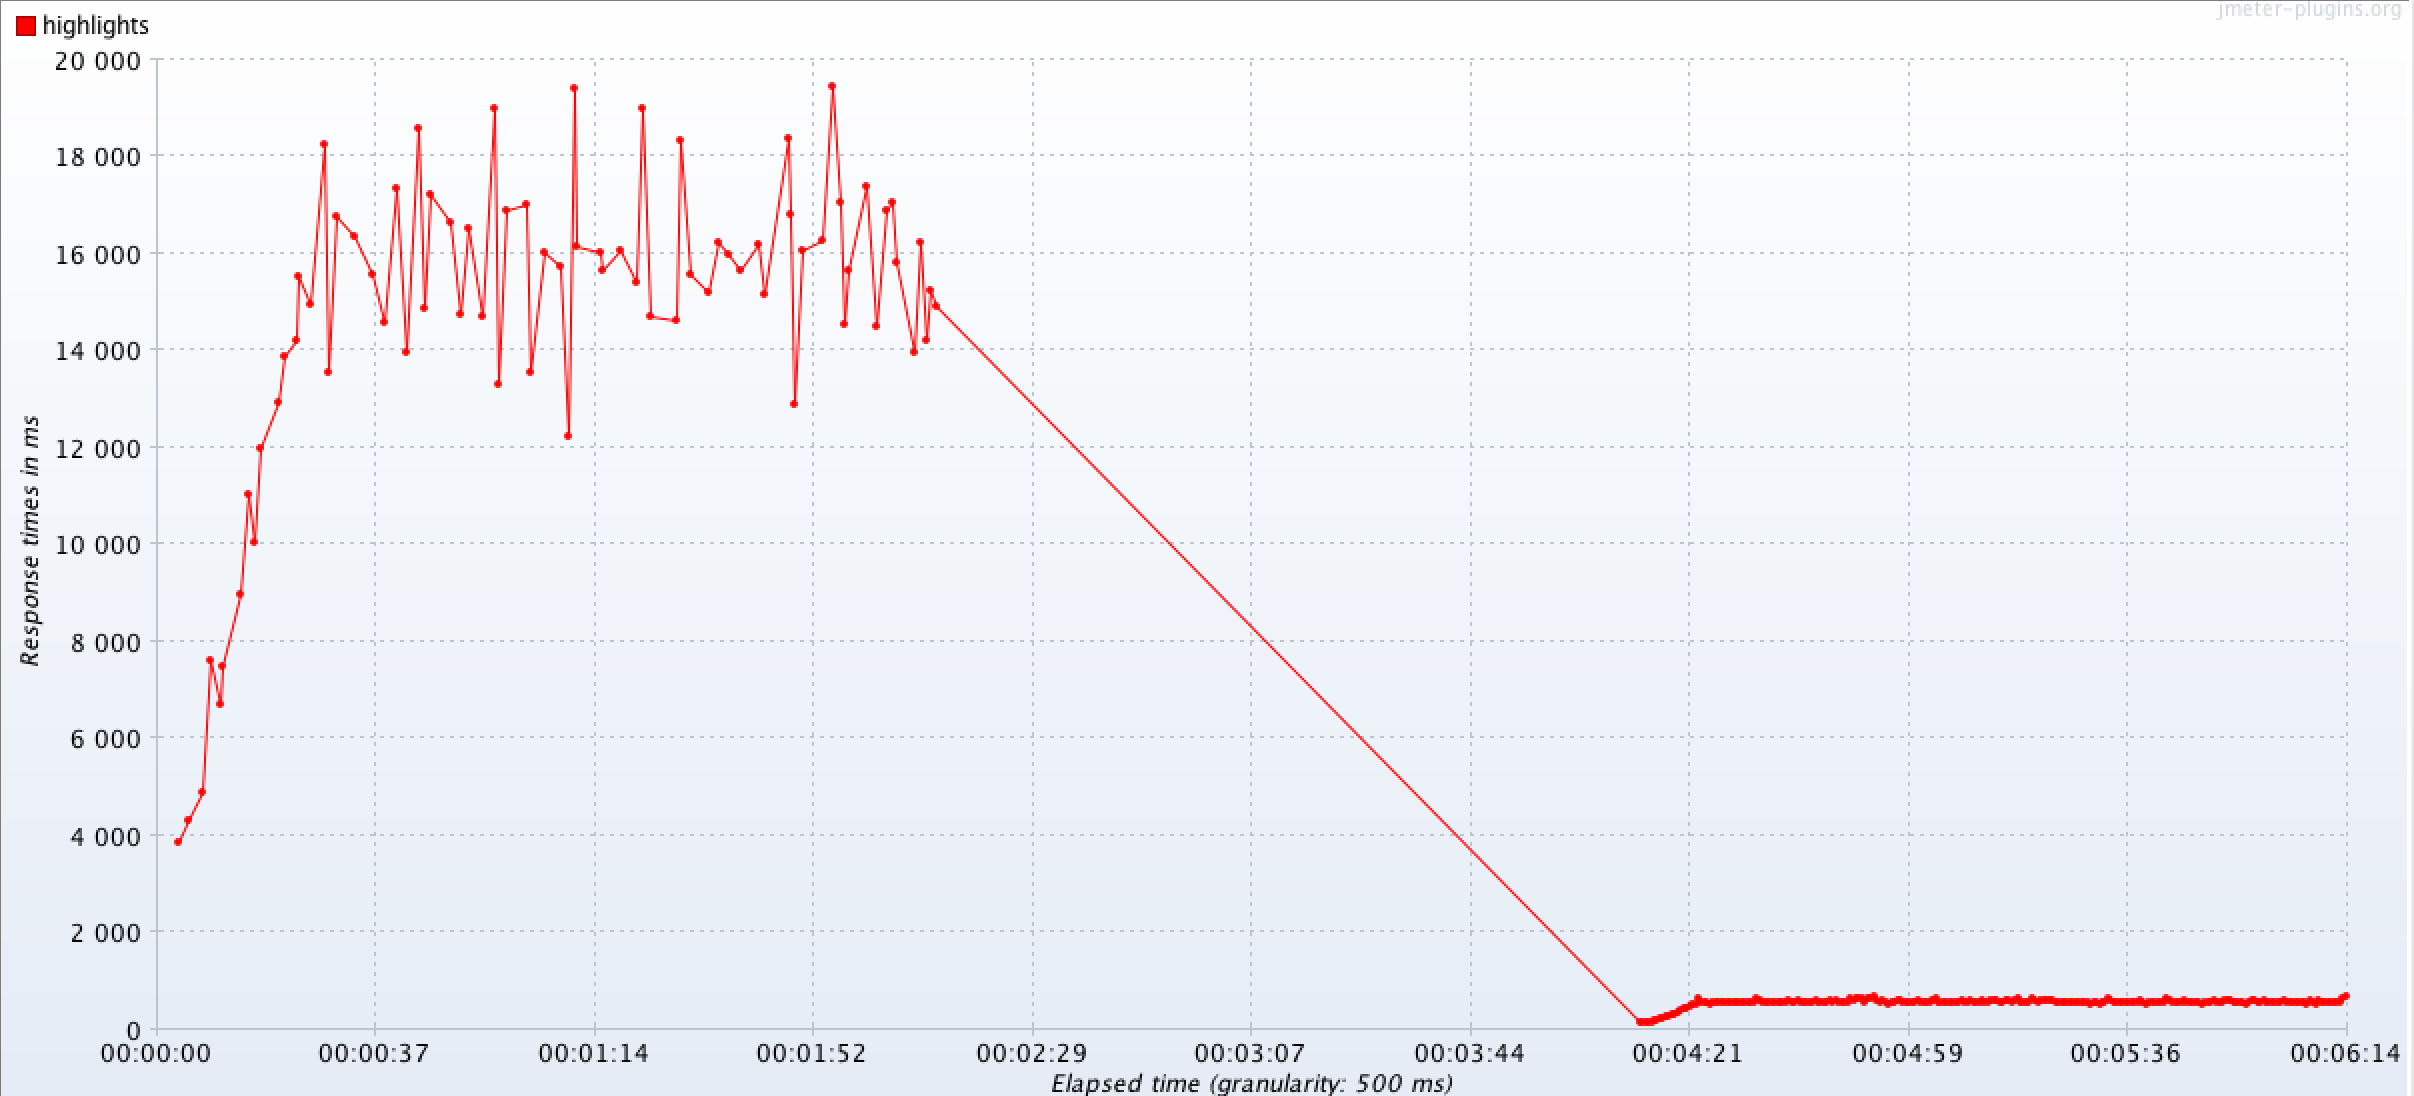 jmeter-plugins.org
highlights
20 000
18 000
16 000
14 000
12 000
10 000
8 000
6 000
4 000
2 000
0
Response times in ms
00:00:00 00:00:37 00:01:14 00:01:52 00:02:29 00:03:07 00:03:44 00:04:21 00:04:59 00:05:36 00:06:14
Elapsed time (granularity: 500 ms)